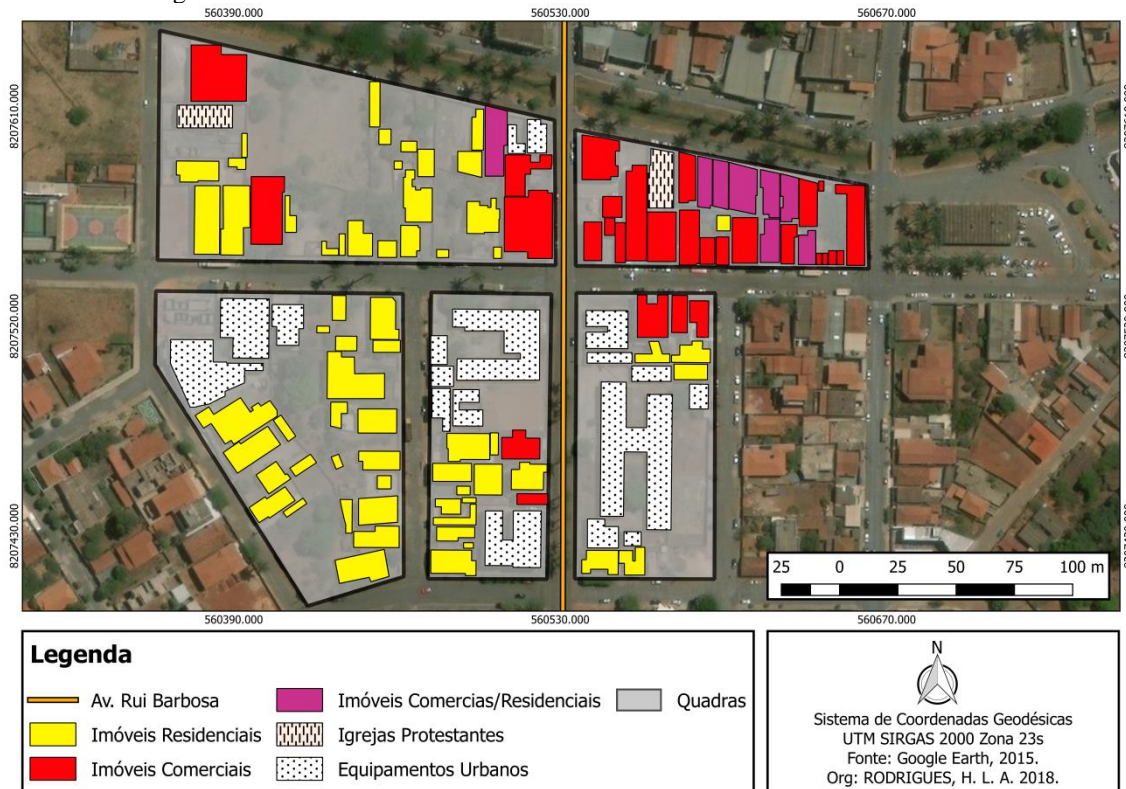 560390.000 560530.000 560670.000
8207610.000
8207520.000
8207430.000
25 0 25 50 75 100 m
560390.000 560530.000 560670.000
Legenda
Av. Rui Barbosa
Imóveis Comercias/Residenciais
Quadras
Imóveis Residenciais
Igrejas Protestantes
Imóveis Comerciais
Equipamentos Urbanos
N
Sistema de Coordenadas Geodésicas
UTM SIRGAS 2000 Zona 23s
Fonte: Google Earth, 2015.
Org: RODRIGUES, H. L. A. 2018.